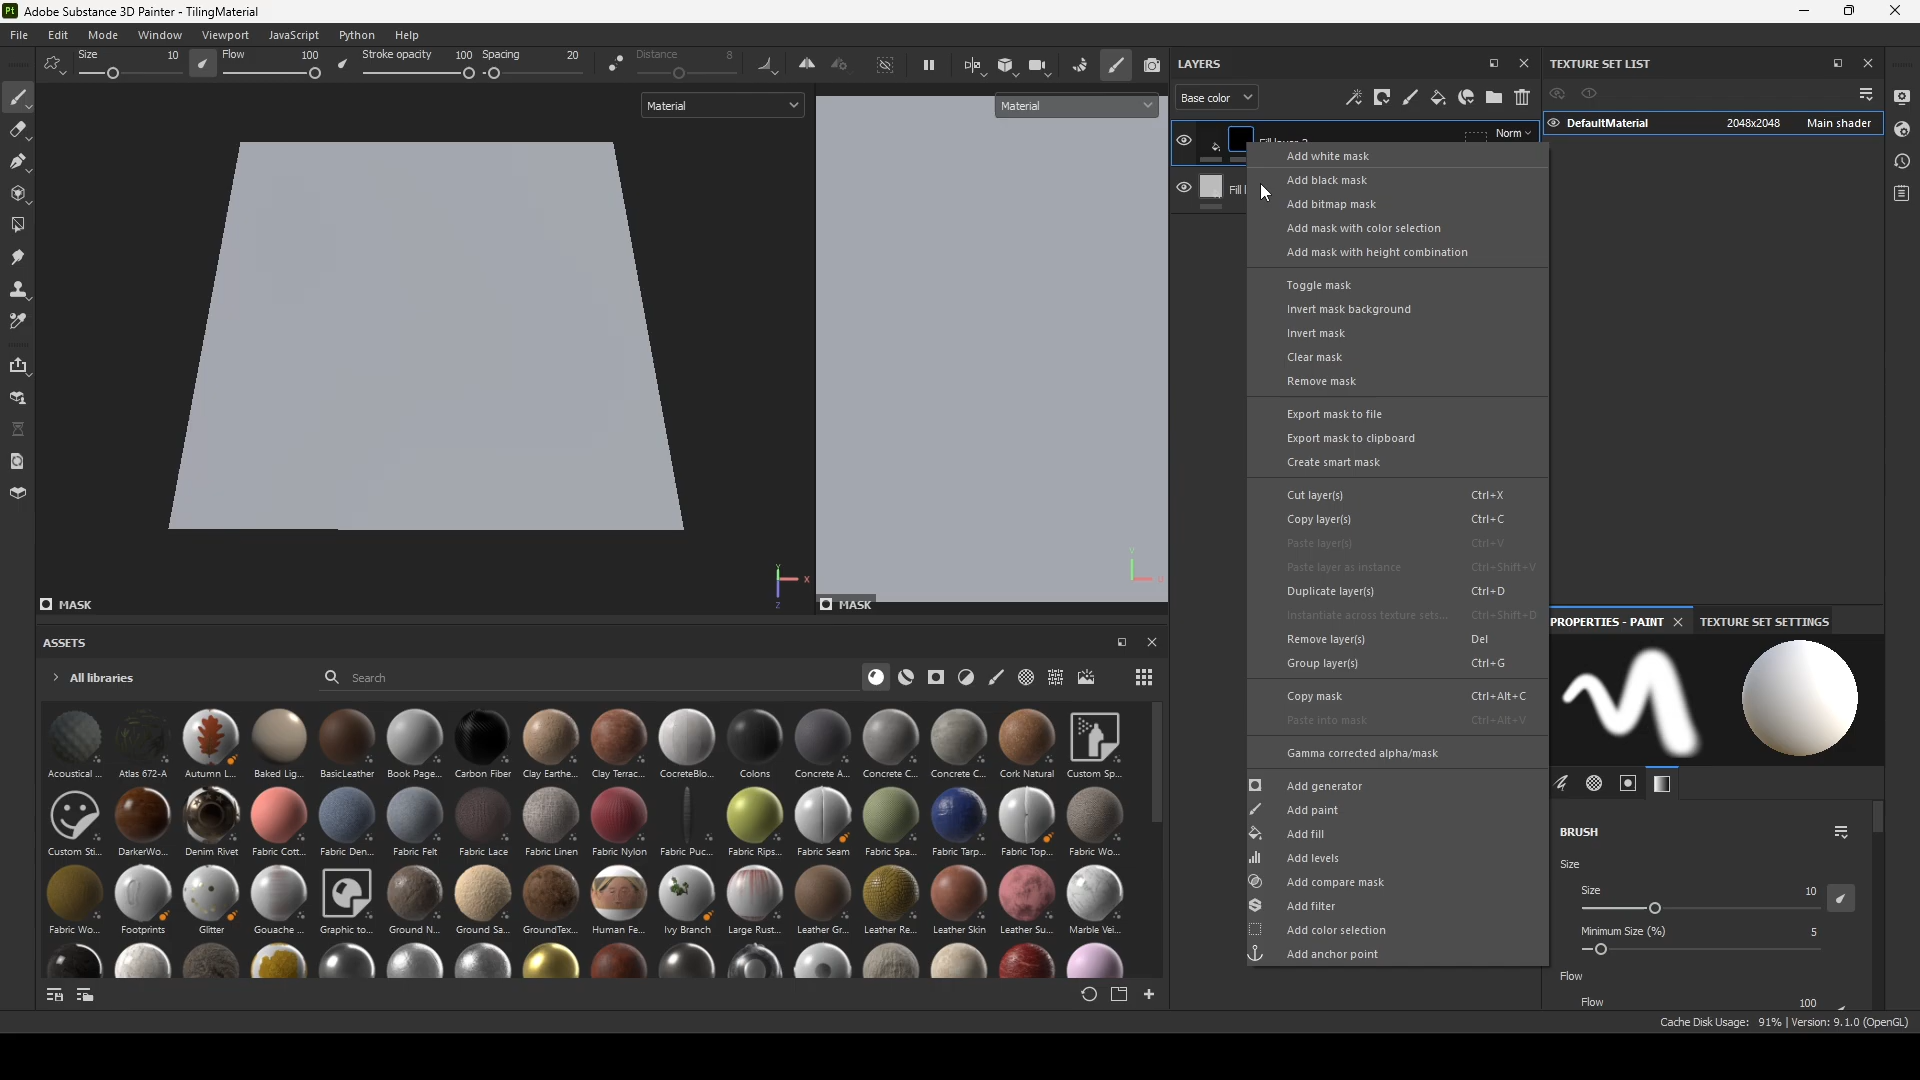 Pt Adobe Substance 3D Painter - TilingMaterial
File Edit Mode Window Viewport JavaScript Python Help
Size 10 Flow 100 Stroke opacity 100 Spacing 20 Distance 8
Material
Material
X
Y
Z
MASK
MASK
LAYERS
Base color
Norm
Add white mask
Add black mask
Add bitmap mask
Add mask with color selection
Add mask with height combination
Toggle mask
Invert mask background
Invert mask
Clear mask
Remove mask
Export mask to file
Export mask to clipboard
Create smart mask
Cut layer(s) Ctrl+X
Copy layer(s) Ctrl+C
Paste layer(s) Ctrl+V
Paste layer as instance Ctrl+Shift+V
Duplicate layer(s) Ctrl+D
Instantiate across texture sets... Ctrl+Shift+D
Remove layer(s) Del
Group layer(s) Ctrl+G
Copy mask Ctrl+Alt+C
Paste into mask Ctrl+Alt+V
Gamma corrected alpha/mask
Add generator
Add paint
Add fill
Add levels
Add compare mask
Add filter
Add color selection
Add anchor point
TEXTURE SET LIST
DefaultMaterial 2048x2048 Main shader
PROPERTIES - PAINT TEXTURE SET SETTINGS
BRUSH
Size
Size 10
Minimum Size (%) 5
Flow
Flow 100
ASSETS
All libraries
Search
Acoustical ... Atlas 672-A Autumn L... Baked Lig... BasicLeather Book Page... Carbon Fiber Clay Earthe... Clay Terrac... CocreteBlo... Colons Concrete A... Concrete C... Concrete C... Cork Natural Custom Sp...
Custom Sti... DarkerWo... Denim Rivet Fabric Cott... Fabric Den... Fabric Felt Fabric Lace Fabric Linen Fabric Nylon Fabric Puc... Fabric Rips... Fabric Seam Fabric Spa... Fabric Tarp... Fabric Top... Fabric Wo...
Fabric Wo... Footprints Glitter Gouache ... Graphic to... Ground N... Ground Sa... GroundTex... Human Fe... Ivy Branch Large Rust... Leather Gr... Leather Re... Leather Skin Leather Su... Marble Vei...
Cache Disk Usage: 91% | Version: 9.1.0 (OpenGL)